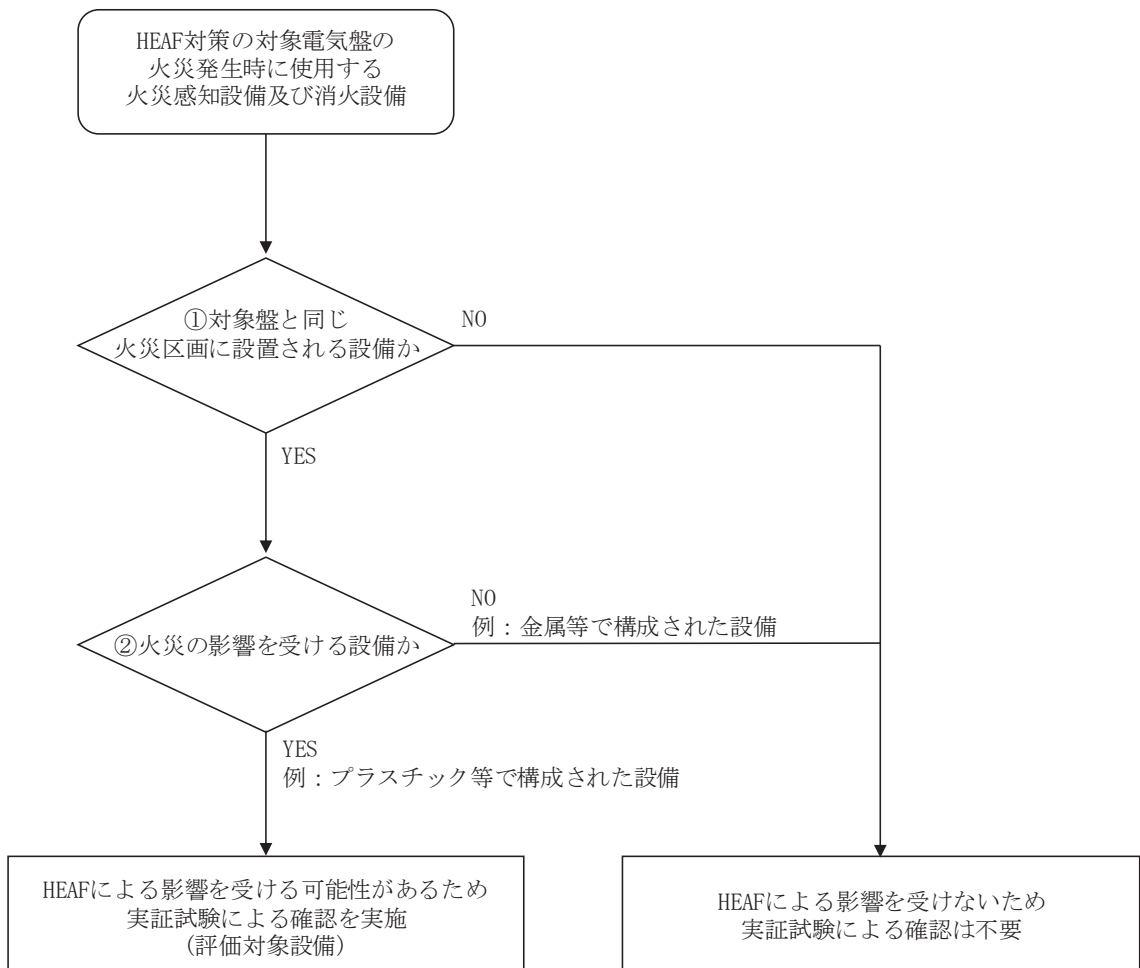 HEAF対策の対象電気盤の
火災発生時に使用する
火災感知設備及び消火設備
①対象盤と同じ
火災区画に設置される設備か
NO
YES
②火災の影響を受ける設備か
NO
例：金属等で構成された設備
YES
例：プラスチック等で構成された設備
HEAFによる影響を受ける可能性があるため
実証試験による確認を実施
(評価対象設備)
HEAFによる影響を受けないため
実証試験による確認は不要